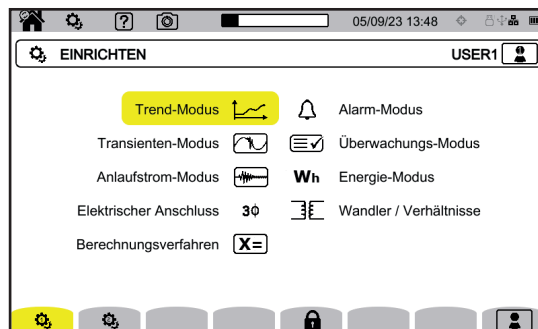 05/09/23 13:48
EINRICHTEN USER1
Trend-Modus Alarm-Modus
Transienten-Modus Überwachungs-Modus
Anlaufstrom-Modus Wh Energie-Modus
Elektrischer Anschluss 3ϕ Wandler / Verhältnisse
Berechnungsverfahren X=